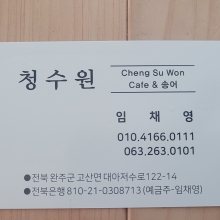 청수원
Cheng Su Won
Cafe & 송어
임 채 영
010.4166.0111
063.263.0101
●전북 완주군 고산면 대아저수로122-14
●전북은행 810-21-0308713 (예금주-임채영)